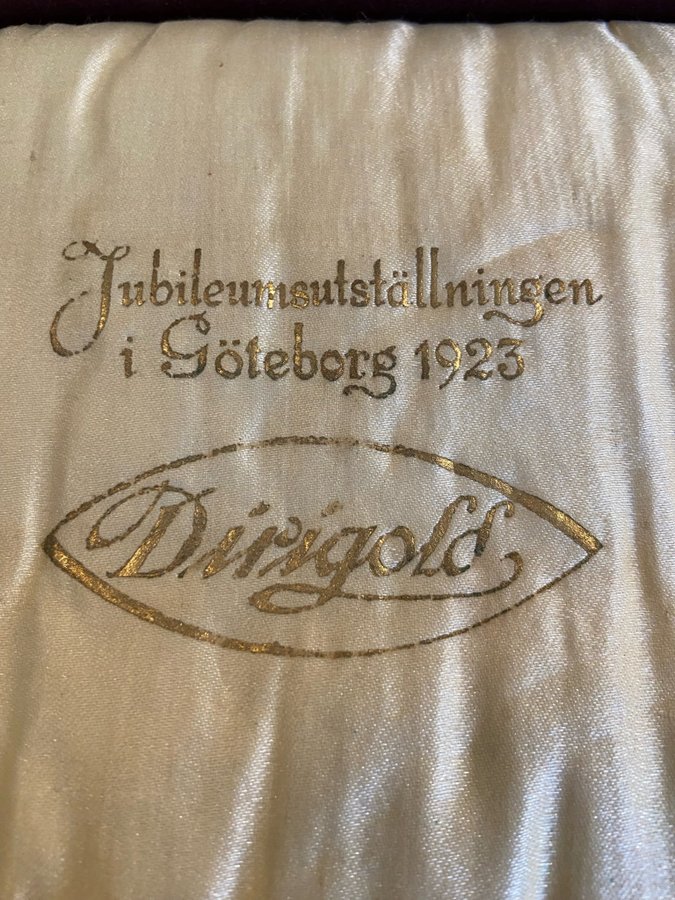 Jubileumsutställningen
i Göteborg 1923
Dirigold